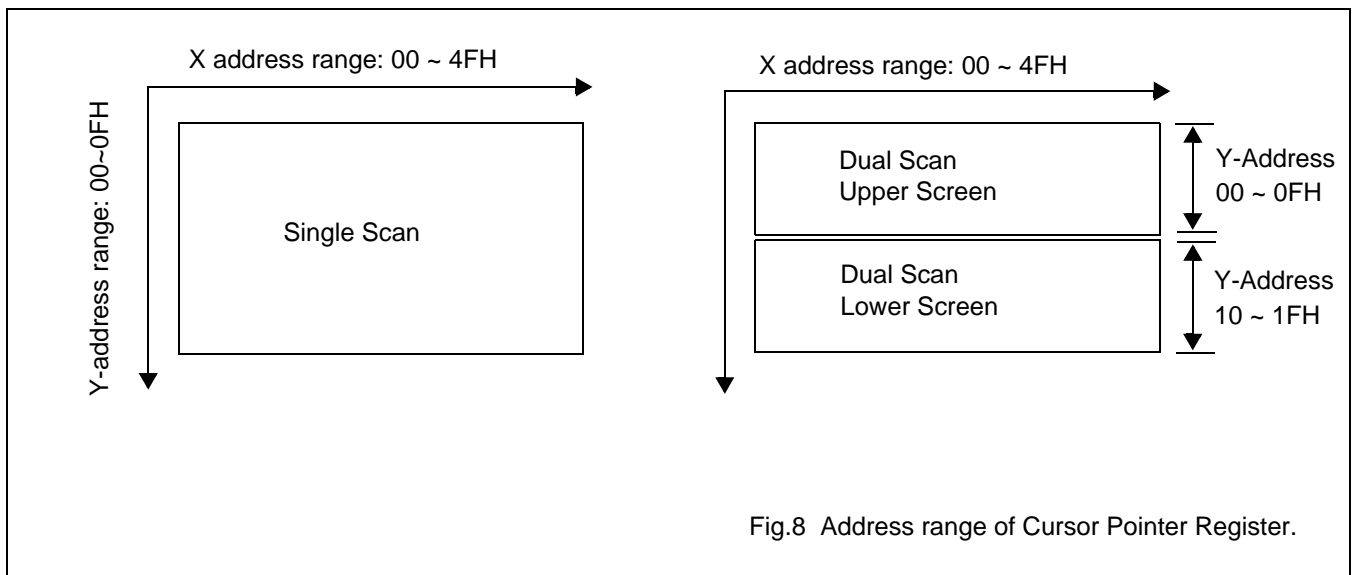 X address range: 00 ~ 4FH
Y-address range: 00~0FH
Single Scan
X address range: 00 ~ 4FH
Dual Scan
Upper Screen
Y-Address
00 ~ 0FH
Dual Scan
Lower Screen
Y-Address
10 ~ 1FH
Fig.8 Address range of Cursor Pointer Register.